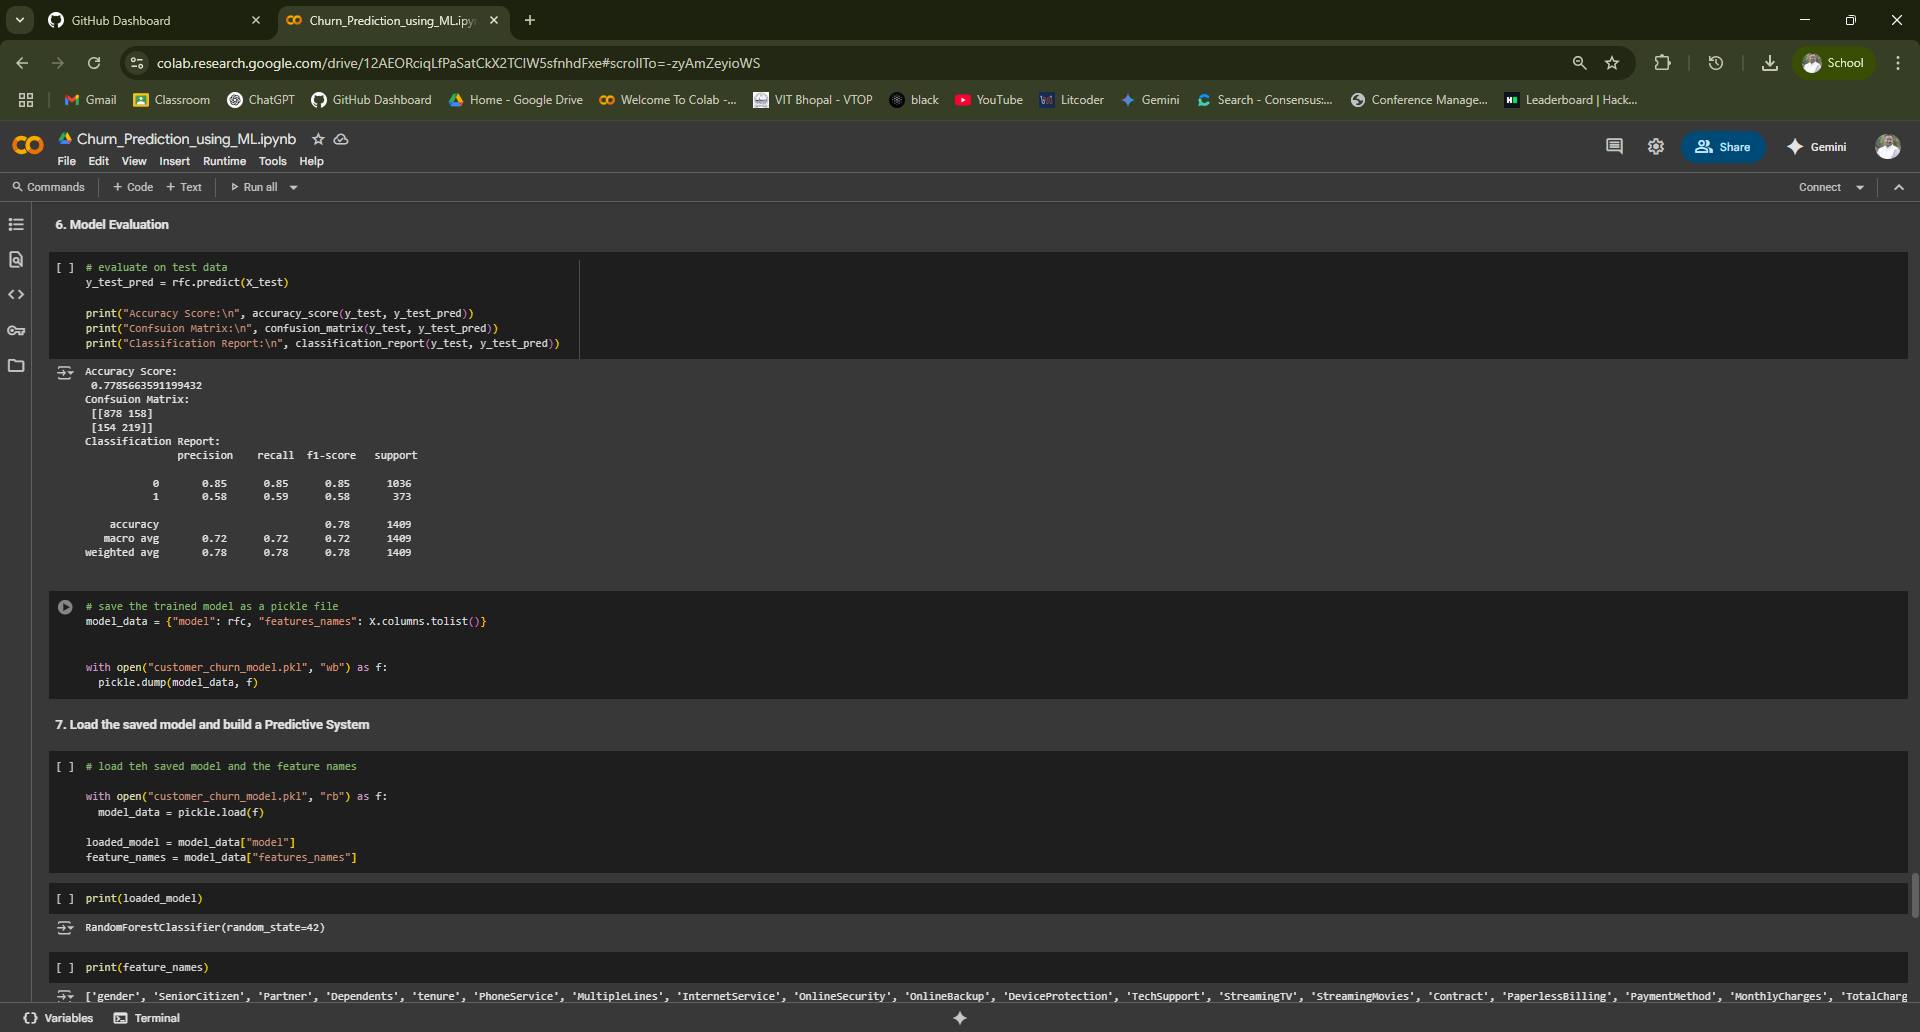 GitHub Dashboard
Churn_Prediction_using_ML.ipy
colab.research.google.com/drive/12AEORciqLfPaSatCkX2TCIW5sfnhdFxe#scrollTo=-zyAmZeyioWS
School
Gmail
Classroom
ChatGPT
GitHub Dashboard
Home - Google Drive
Welcome To Colab -...
VIT Bhopal - VTOP
black
YouTube
Litcoder
Gemini
Search - Consensus:...
Conference Manage...
Leaderboard | Hack...
Churn_Prediction_using_ML.ipynb
File Edit View Insert Runtime Tools Help
Share
Gemini
Commands + Code + Text Run all
Connect
6. Model Evaluation
[ ] # evaluate on test data
y_test_pred = rfc.predict(X_test)
print("Accuracy Score:\n", accuracy_score(y_test, y_test_pred))
print("Confsuion Matrix:\n", confusion_matrix(y_test, y_test_pred))
print("Classification Report:\n", classification_report(y_test, y_test_pred))
Accuracy Score:
0.7785663591199432
Confsuion Matrix:
[[878 158]
[154 219]]
Classification Report:
precision recall f1-score support
0 0.85 0.85 0.85 1036
1 0.58 0.59 0.58 373
accuracy 0.78 1409
macro avg 0.72 0.72 0.72 1409
weighted avg 0.78 0.78 0.78 1409
# save the trained model as a pickle file
model_data = {"model": rfc, "features_names": X.columns.tolist()}
with open("customer_churn_model.pkl", "wb") as f:
pickle.dump(model_data, f)
7. Load the saved model and build a Predictive System
[ ] # load teh saved model and the feature names
with open("customer_churn_model.pkl", "rb") as f:
model_data = pickle.load(f)
loaded_model = model_data["model"]
feature_names = model_data["features_names"]
[ ] print(loaded_model)
RandomForestClassifier(random_state=42)
[ ] print(feature_names)
['gender', 'SeniorCitizen', 'Partner', 'Dependents', 'tenure', 'PhoneService', 'MultipleLines', 'InternetService', 'OnlineSecurity', 'OnlineBackup', 'DeviceProtection', 'TechSupport', 'StreamingTV', 'StreamingMovies', 'Contract', 'PaperlessBilling', 'PaymentMethod', 'MonthlyCharges', 'TotalCharg
Variables
Terminal